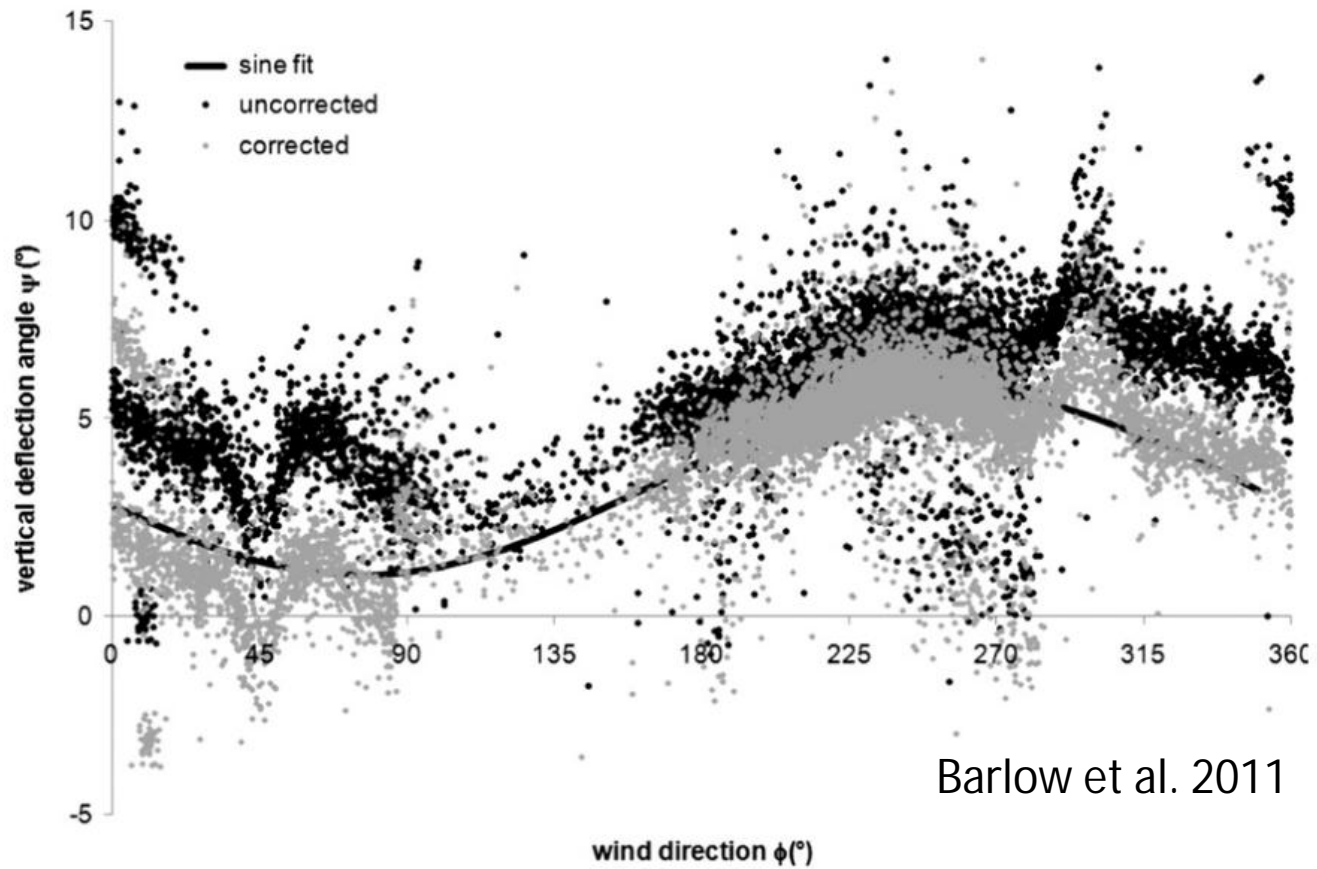 15
sine fit
uncorrected
corrected
10
vertical deflection angle ψ (°)
5
0
0 45 90 135 180 225 270 315 360
-5
Barlow et al. 2011
wind direction ϕ(°)